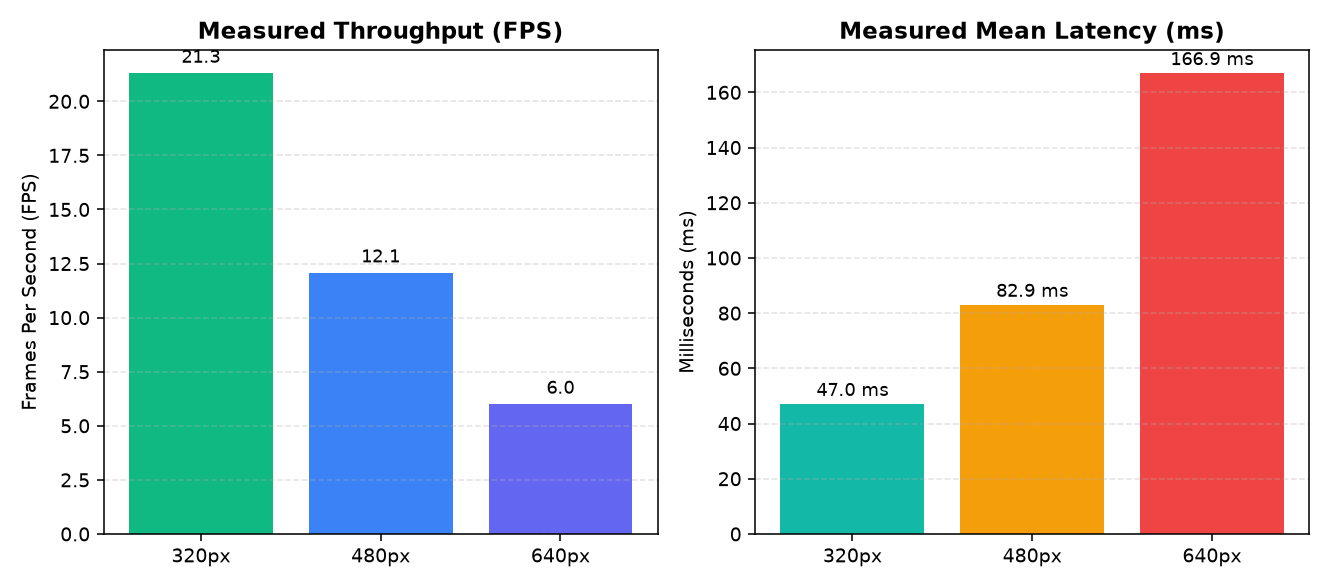 Measured Throughput (FPS)
Frames Per Second (FPS)
20.0
17.5
15.0
12.5
10.0
7.5
5.0
2.5
0.0
21.3
12.1
6.0
320px
480px
640px
Measured Mean Latency (ms)
Milliseconds (ms)
160
140
120
100
80
60
40
20
0
47.0 ms
82.9 ms
166.9 ms
320px
480px
640px